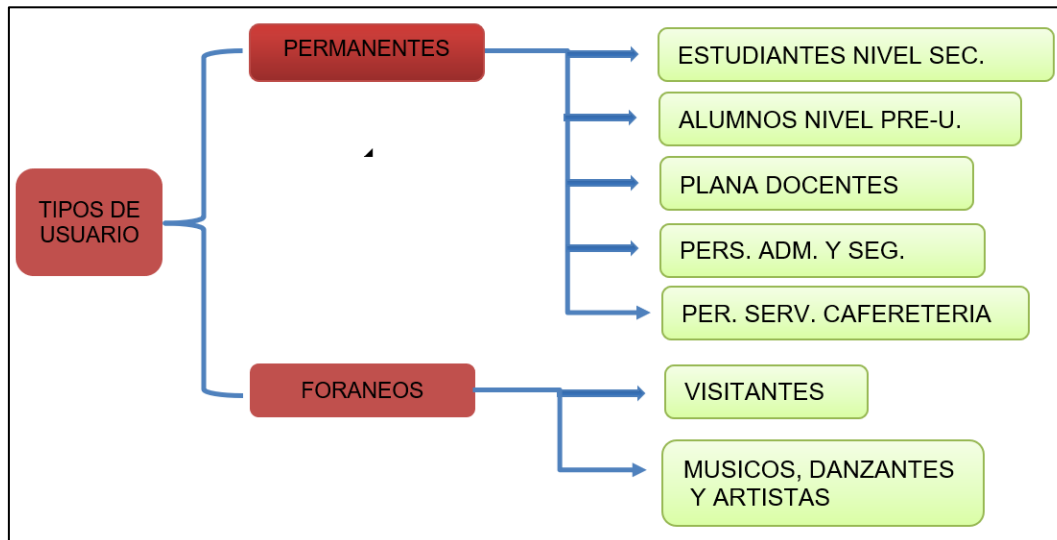 TIPOS DE
USUARIO
PERMANENTES
ESTUDIANTES NIVEL SEC.
ALUMNOS NIVEL PRE-U.
PLANA DOCENTES
PERS. ADM. Y SEG.
PER. SERV. CAFERETERIA
FORANEOS
VISITANTES
MUSICOS, DANZANTES
Y ARTISTAS